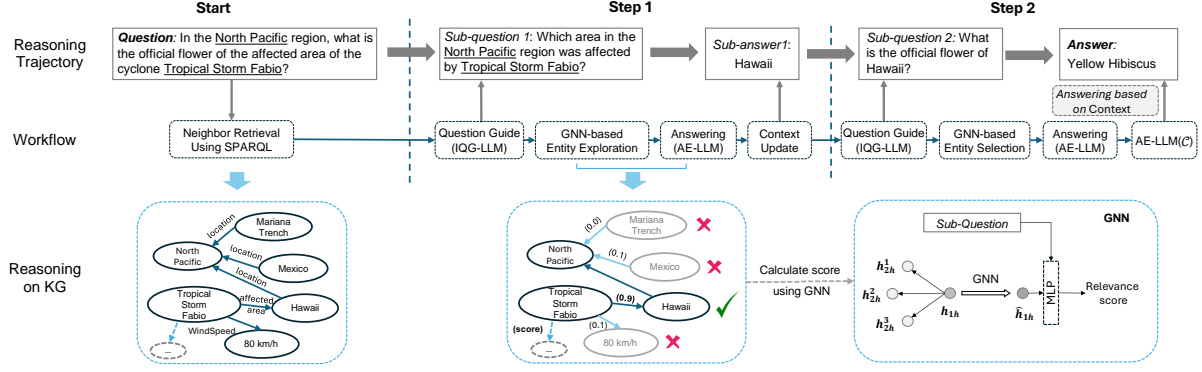 Start
Step 1
Step 2
Reasoning
Trajectory
Question: In the North Pacific region, what is
the official flower of the affected area of the
cyclone Tropical Storm Fabio?
Sub-question 1: Which area in the
North Pacific region was affected
by Tropical Storm Fabio?
Sub-answer1:
Hawaii
Sub-question 2: What
is the official flower of
Hawaii?
Answer:
Yellow Hibiscus
Answering based
on Context
Workflow
Neighbor Retrieval
Using SPARQL
Question Guide
(IQG-LLM)
GNN-based
Entity Exploration
Answering
(AE-LLM)
Context
Update
Question Guide
(IQG-LLM)
GNN-based
Entity Selection
Answering
(AE-LLM)
AE-LLM(𝒞)
Reasoning
on KG
Mariana
Trench
location
North
Pacific
location
Mexico
location
Tropical
Storm
Fabio
affected
area
Hawaii
WindSpeed
80 km/h
...
Mariana
Trench
(0.0)
North
Pacific
(0.1)
Mexico
Tropical
Storm
Fabio
(0.9)
Hawaii
(score)
(0.1)
80 km/h
...
Calculate score
using GNN
Sub-Question
GNN
h¹₂ₕ
h²₂ₕ
h³₂ₕ
h₁ₕ
GNN
ĥ₁ₕ
MLP
Relevance
score